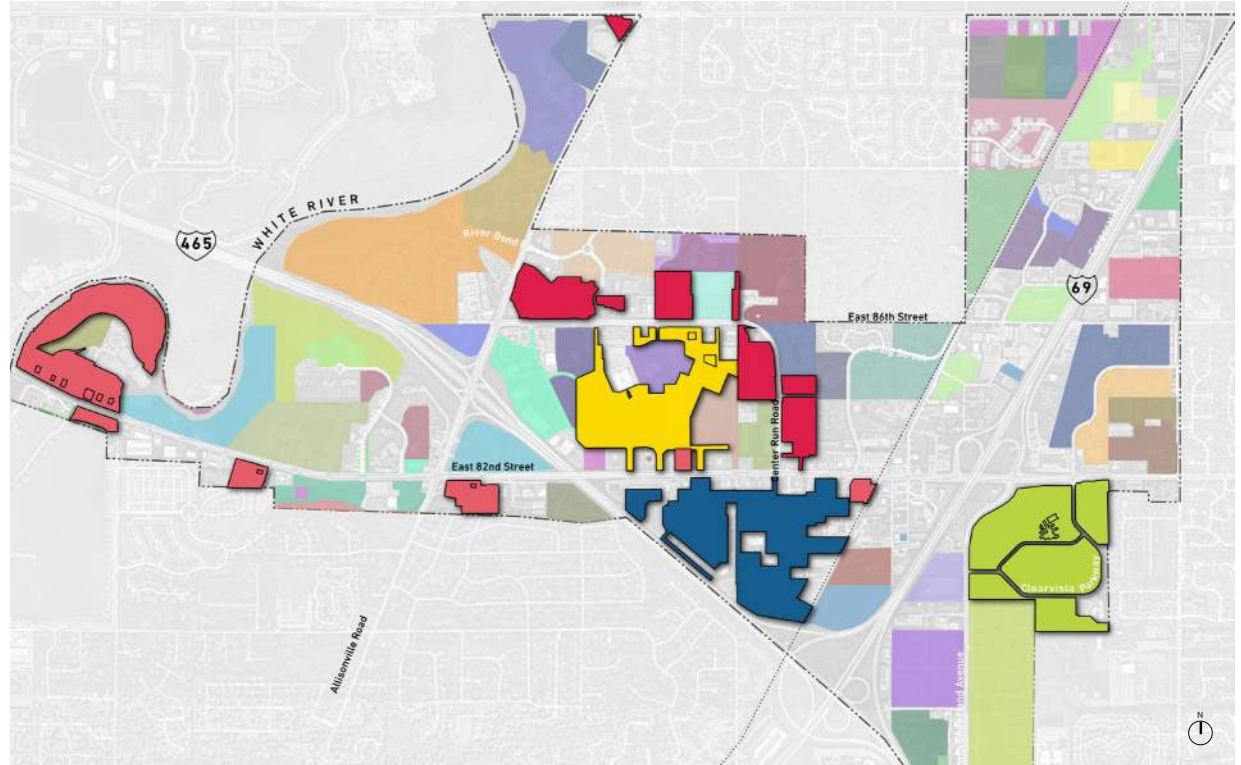 WHITE RIVER
465
River Bend
69
East 86th Street
East 82nd Street
Center Run Road
Clearvista Parkway
Allisonville Road
N